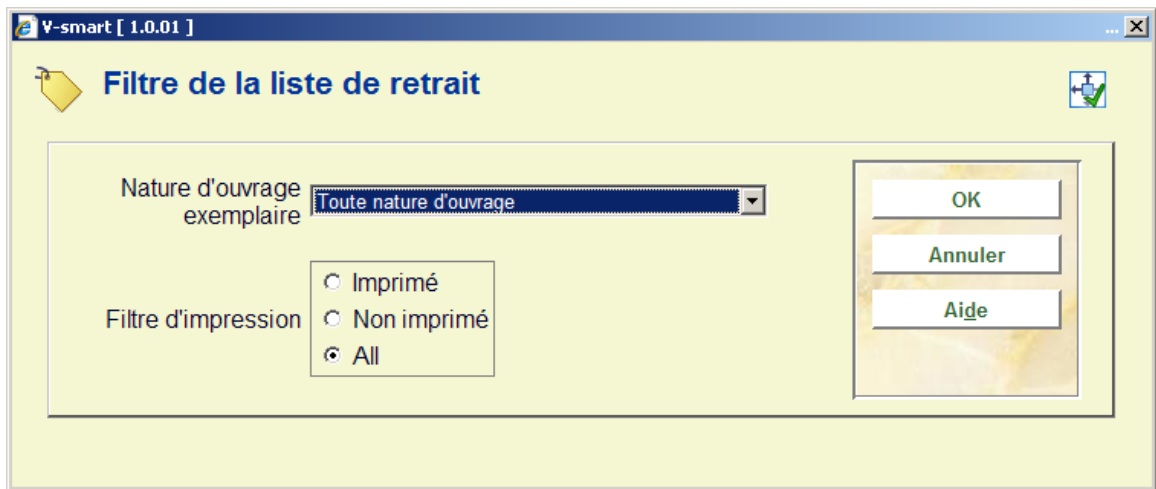 V-smart [ 1.0.01 ] ...
Filtre de la liste de retrait
Nature d'ouvrage
exemplaire
Toute nature d'ouvrage
Filtre d'impression
Imprimé
Non imprimé
All
OK
Annuler
Aide